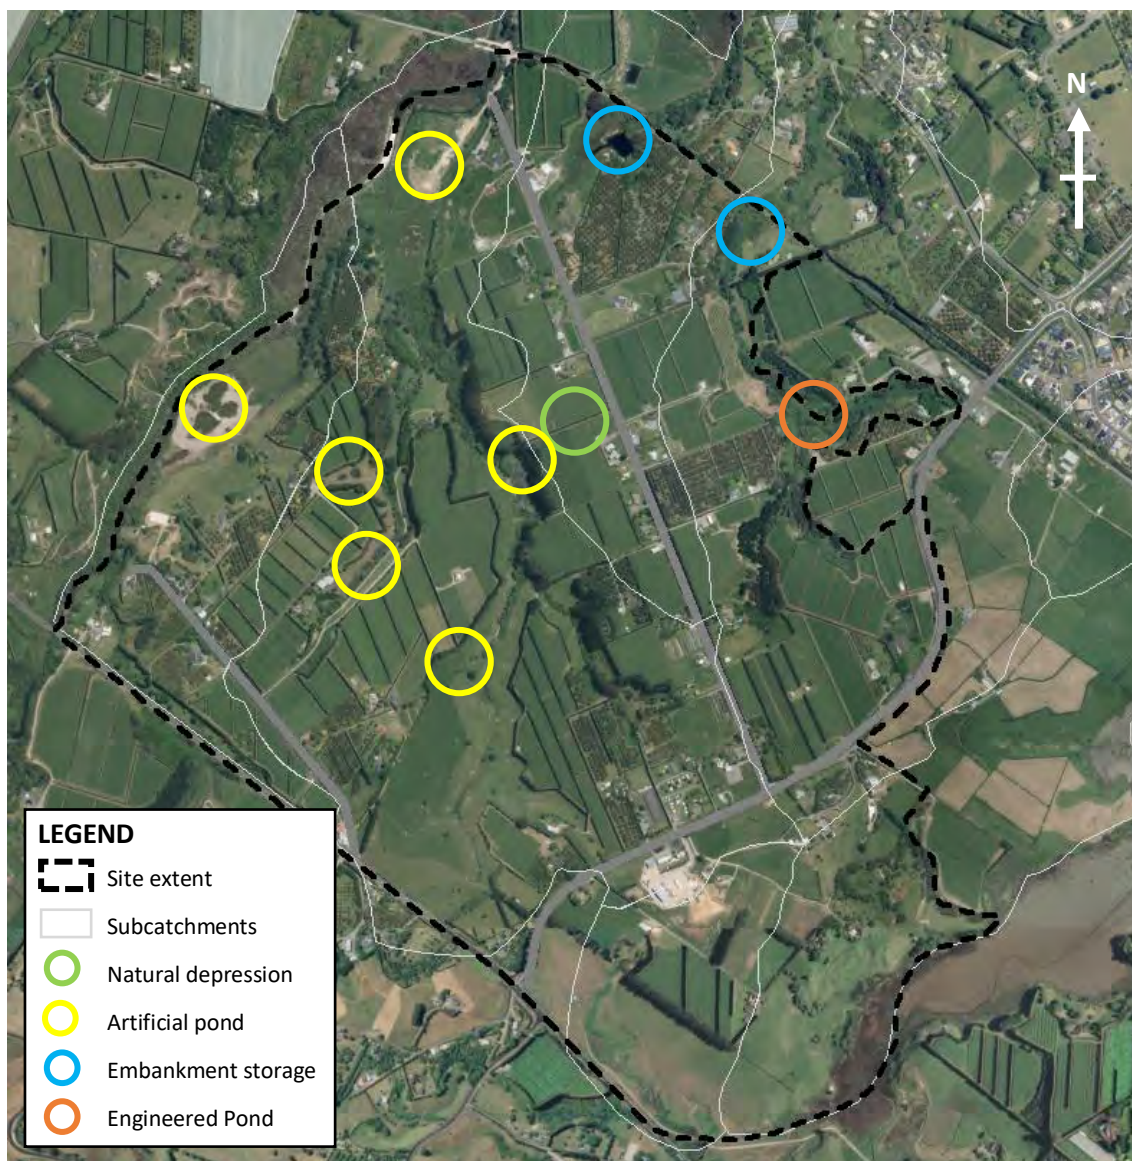 N
LEGEND
Site extent
Subcatchments
Natural depression
Artificial pond
Embankment storage
Engineered Pond